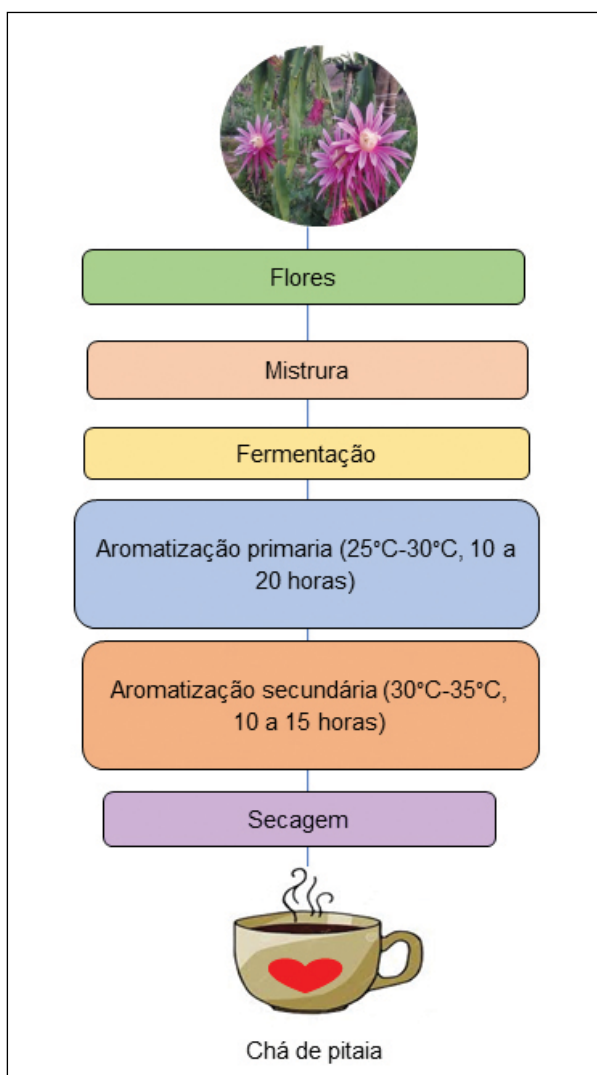 Flores
Mistrura
Fermentação
Aromatização primaria (25°C-30°C, 10 a
20 horas)
Aromatização secundária (30°C-35°C,
10 a 15 horas)
Secagem
Chá de pitaia